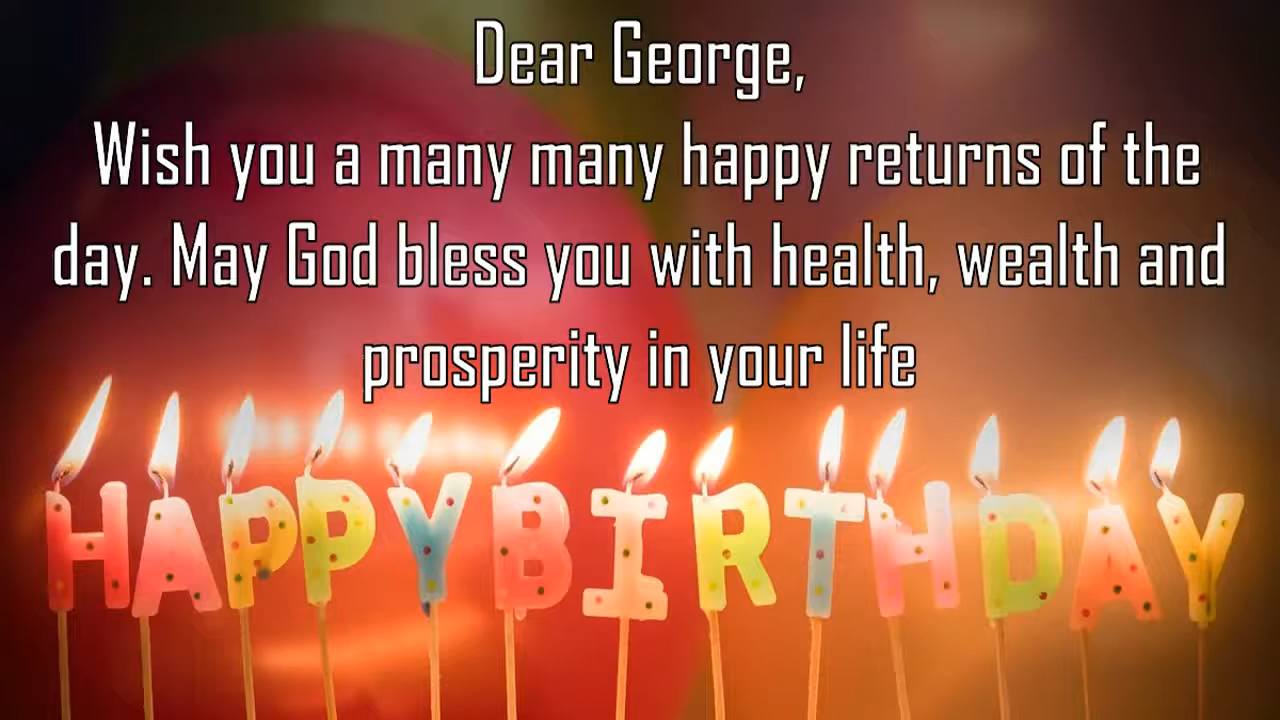 Dear George,
Wish you a many many happy returns of the
day. May God bless you with health, wealth and
prosperity in your life
HAPPY BIRTHDAY